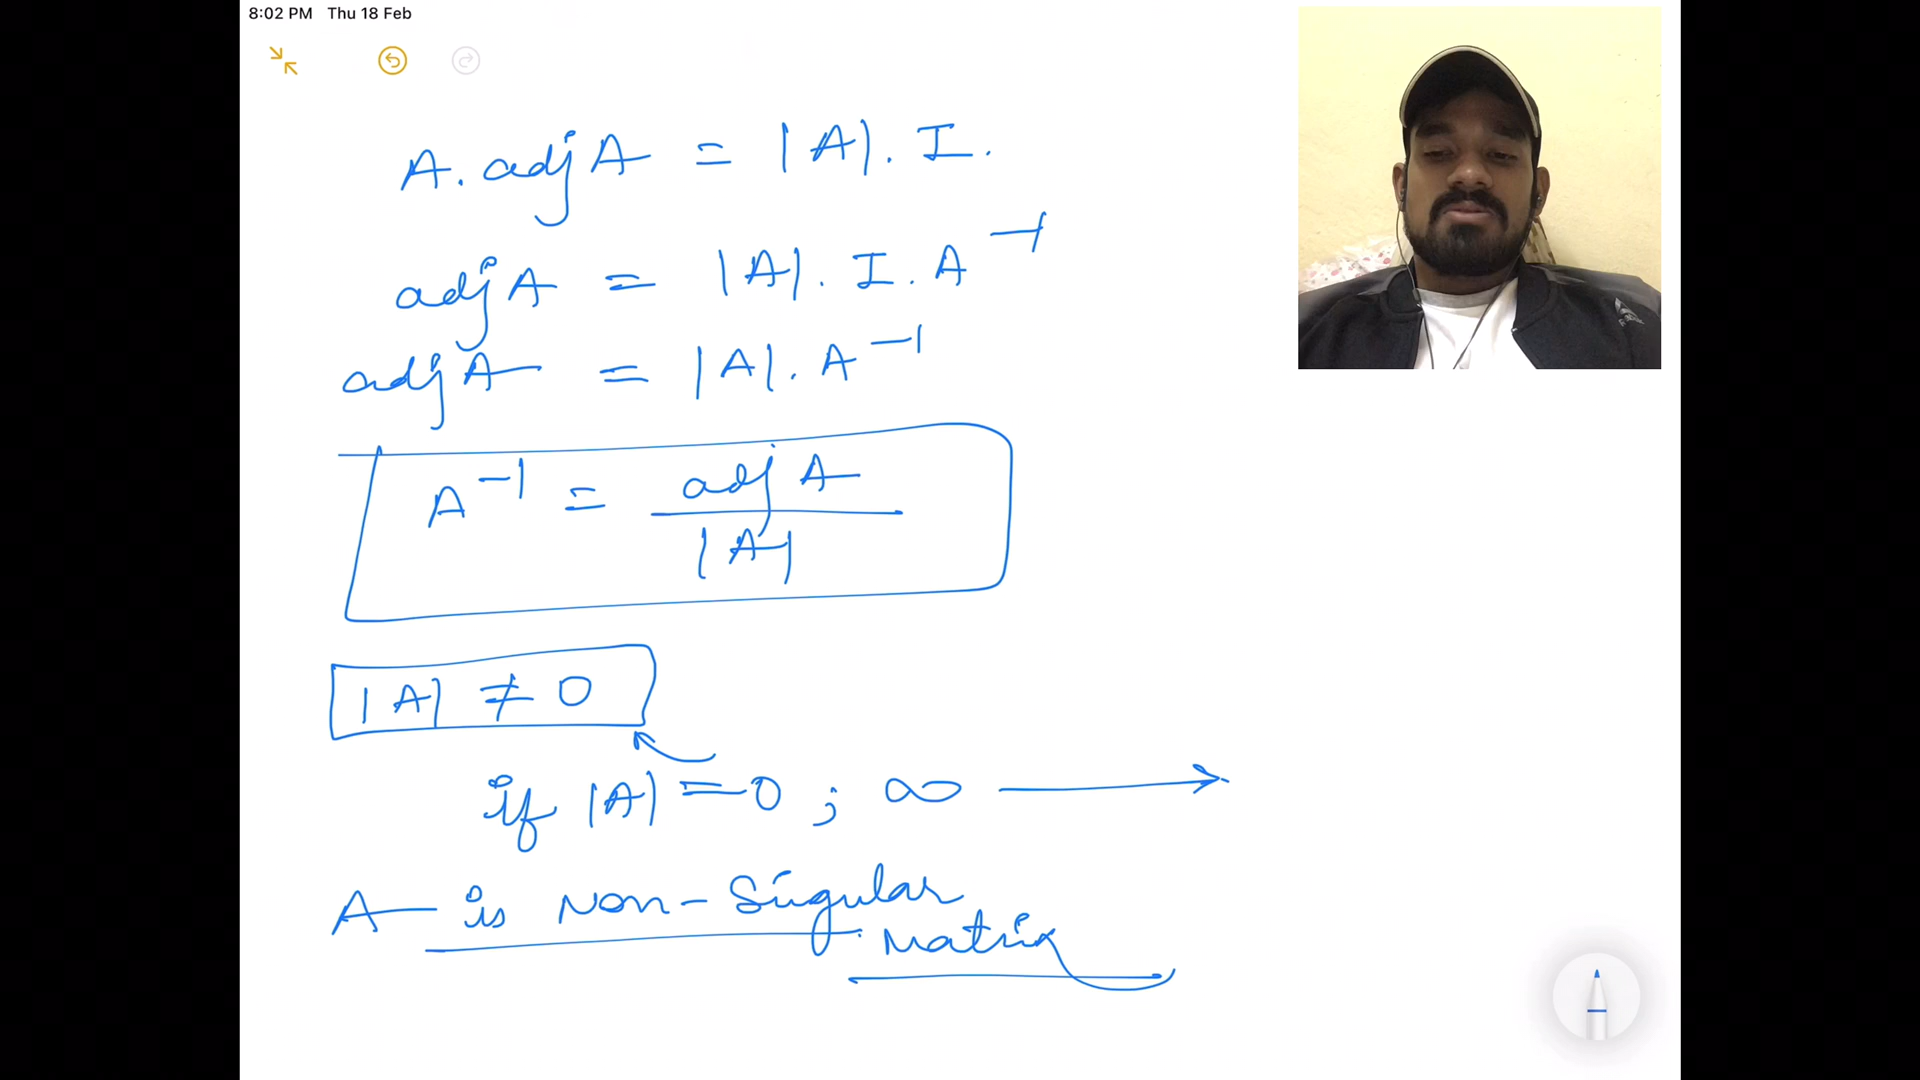 8:02 PM Thu 18 Feb
A. adj A = |A|. I.
adj A = |A|. I. A⁻¹
adj A = |A|. A⁻¹
A⁻¹ = adj A / |A|
|A| ≠ 0
if |A| = 0 ; ∞ →
A is Non-Singular
Matrix